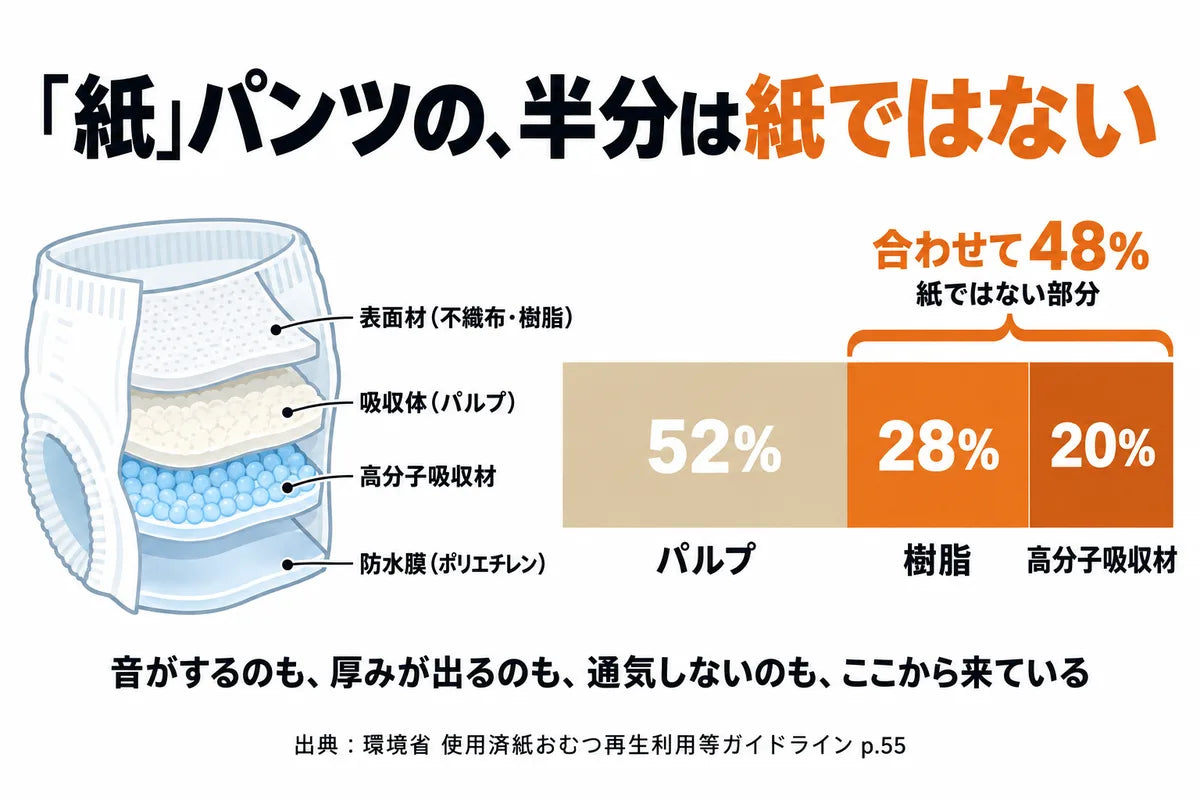 「紙」パンツの、半分は紙ではない
合わせて48%
紙ではない部分
表面材(不織布・樹脂)
吸収体(パルプ)
高分子吸収材
防水膜(ポリエチレン)
52%
28%
20%
パルプ
樹脂
高分子吸収材
音がするのも、厚みが出るのも、通気しないのも、ここから来ている
出典:環境省 使用済紙おむつ再生利用等ガイドライン p.55